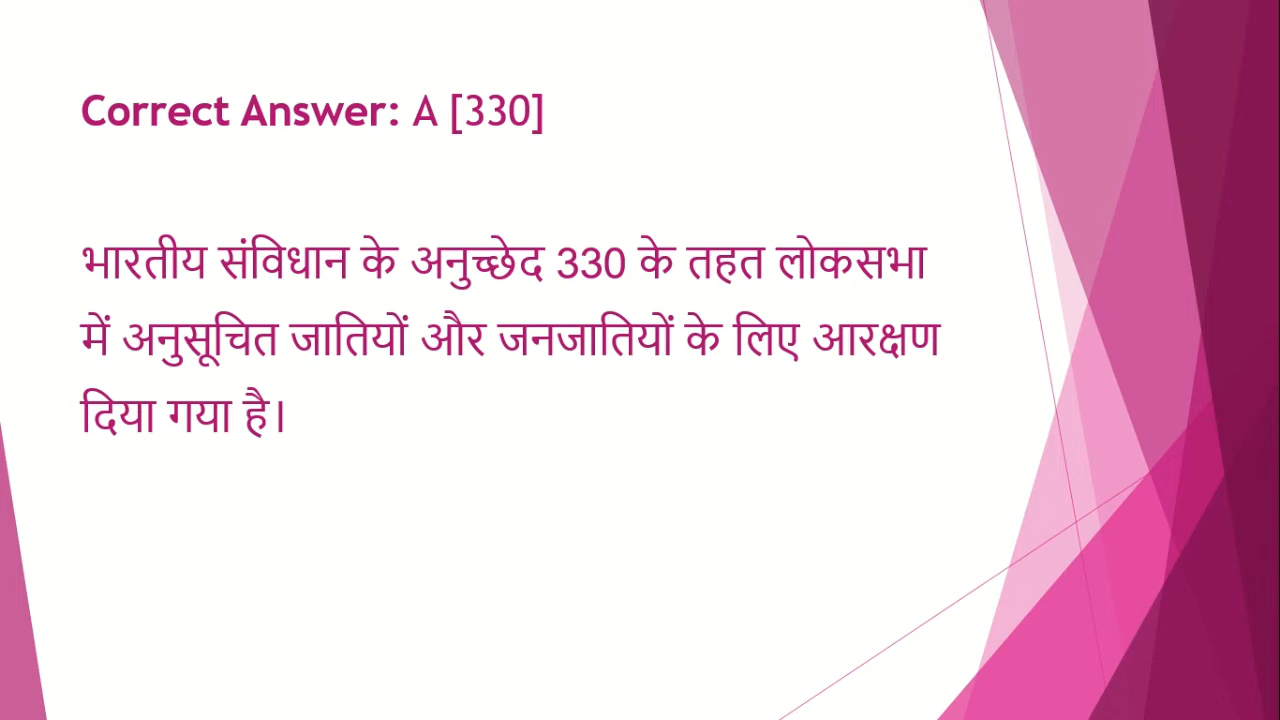 Correct Answer: A [330]
भारतीय संविधान के अनुच्छेद 330 के तहत लोकसभा
में अनुसूचित जातियों और जनजातियों के लिए आरक्षण
दिया गया है।